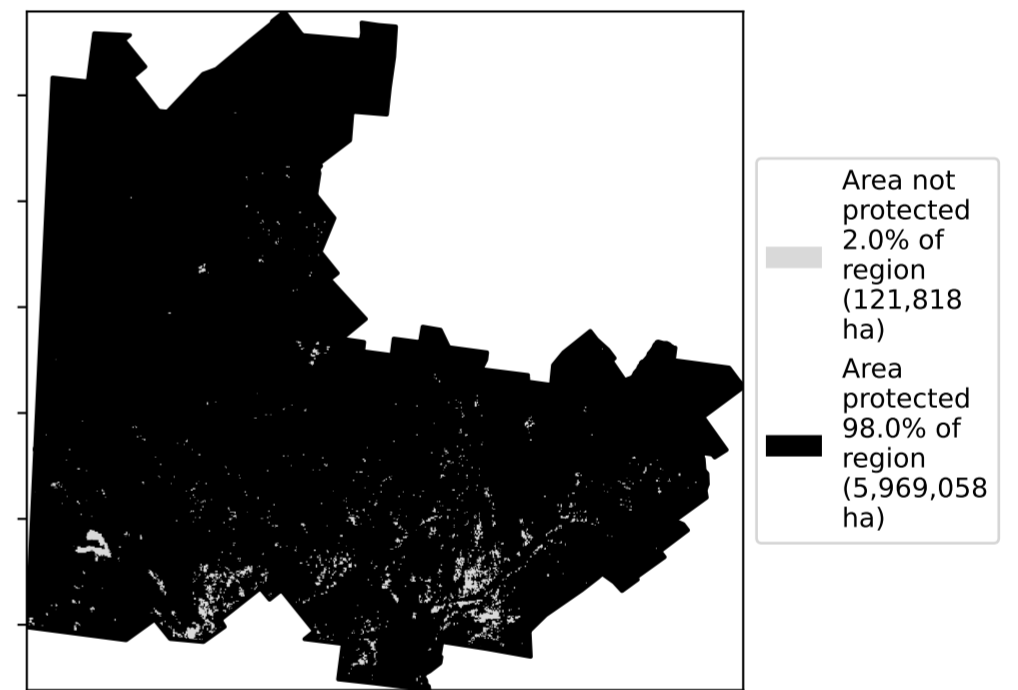 Area not
protected
2.0% of
region
(121,818
ha)
Area
protected
98.0% of
region
(5,969,058
ha)